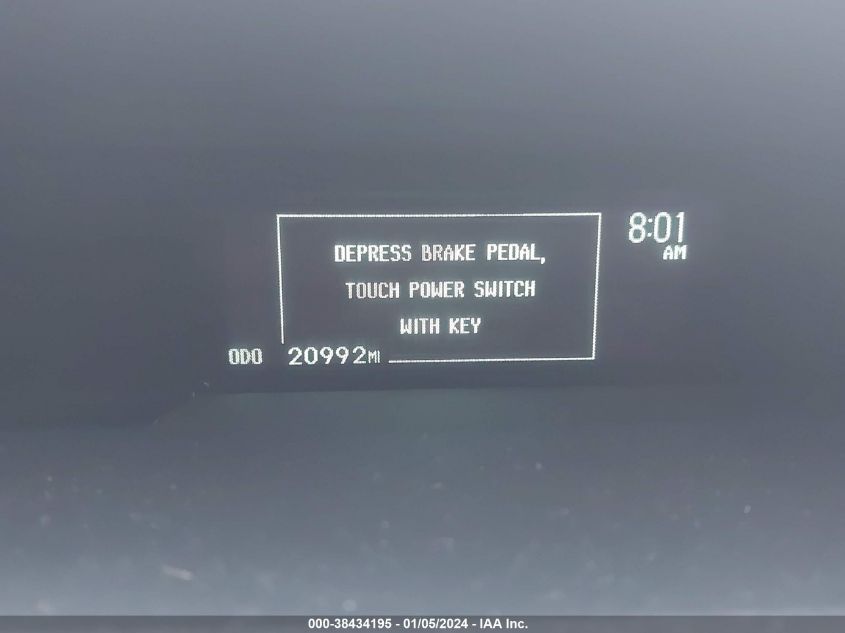 DEPRESS BRAKE PEDAL,
TOUCH POWER SWITCH
WITH KEY
8:01
AM
ODO 20992MI
000-38434195 - 01/05/2024 - IAA Inc.